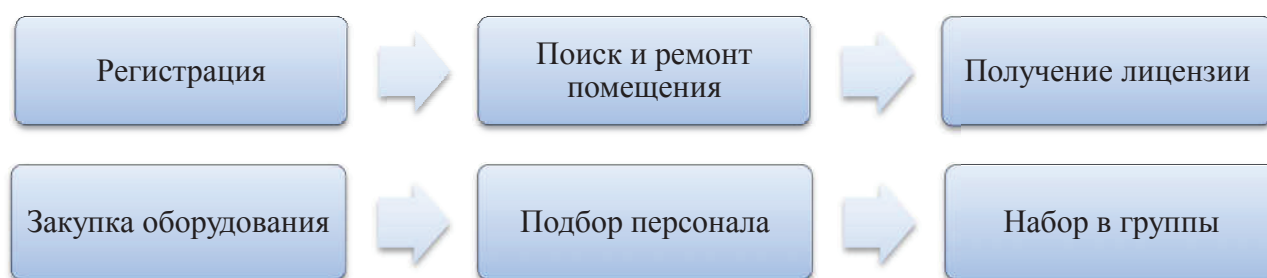 Регистрация
Поиск и ремонт
помещения
Получение лицензии
Закупка оборудования
Подбор персонала
Набор в группы